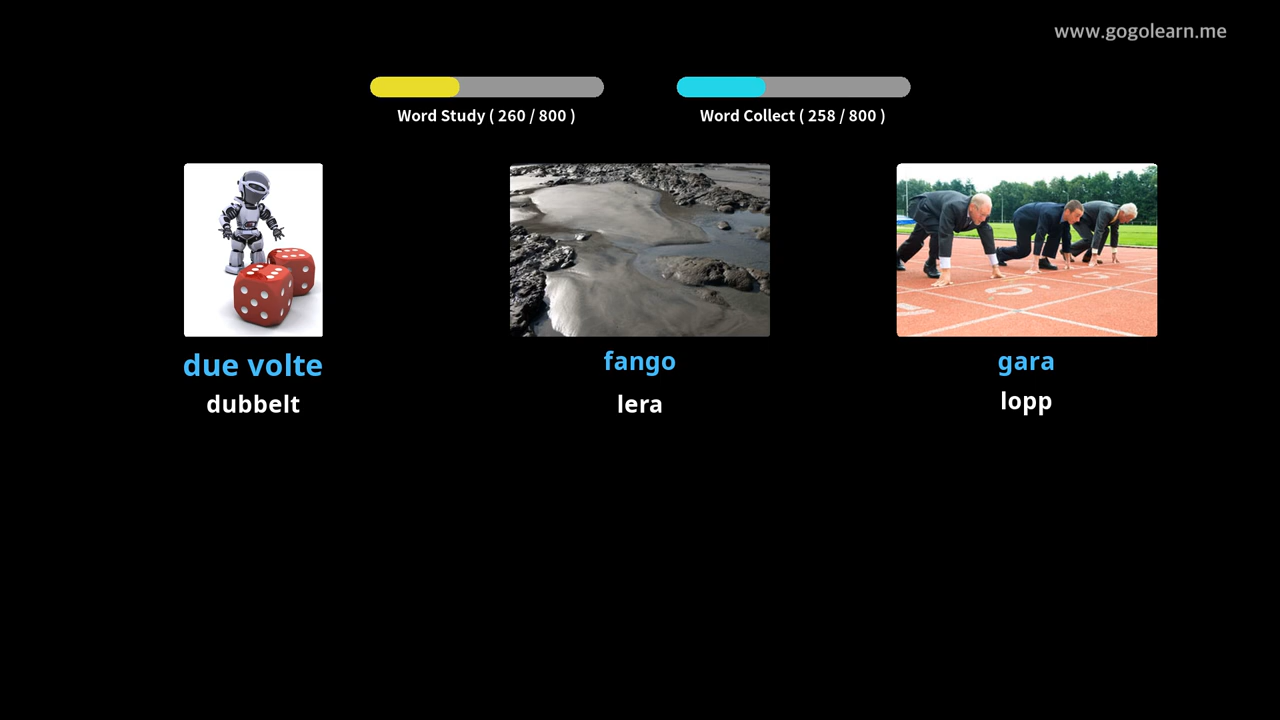 www.gogolearn.me
Word Study ( 260 / 800 )
Word Collect ( 258 / 800 )
due volte
fango
gara
dubbelt
lera
lopp